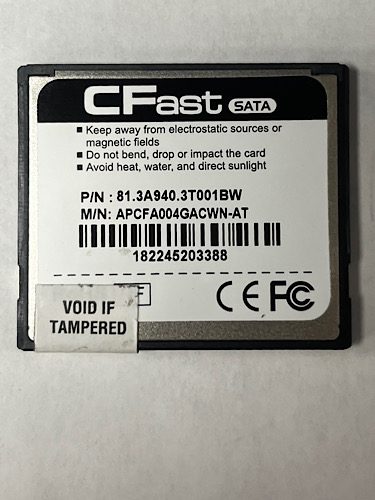 CFast SATA
■ Keep away from electrostatic sources or
magnetic fields
■ Do not bend, drop or impact the card
■ Avoid heat, water, and direct sunlight
P/N : 81.3A940.3T001BW
M/N: APCFA004GACWN-AT
182245203388
VOID IF
TAMPERED
F
CE FC